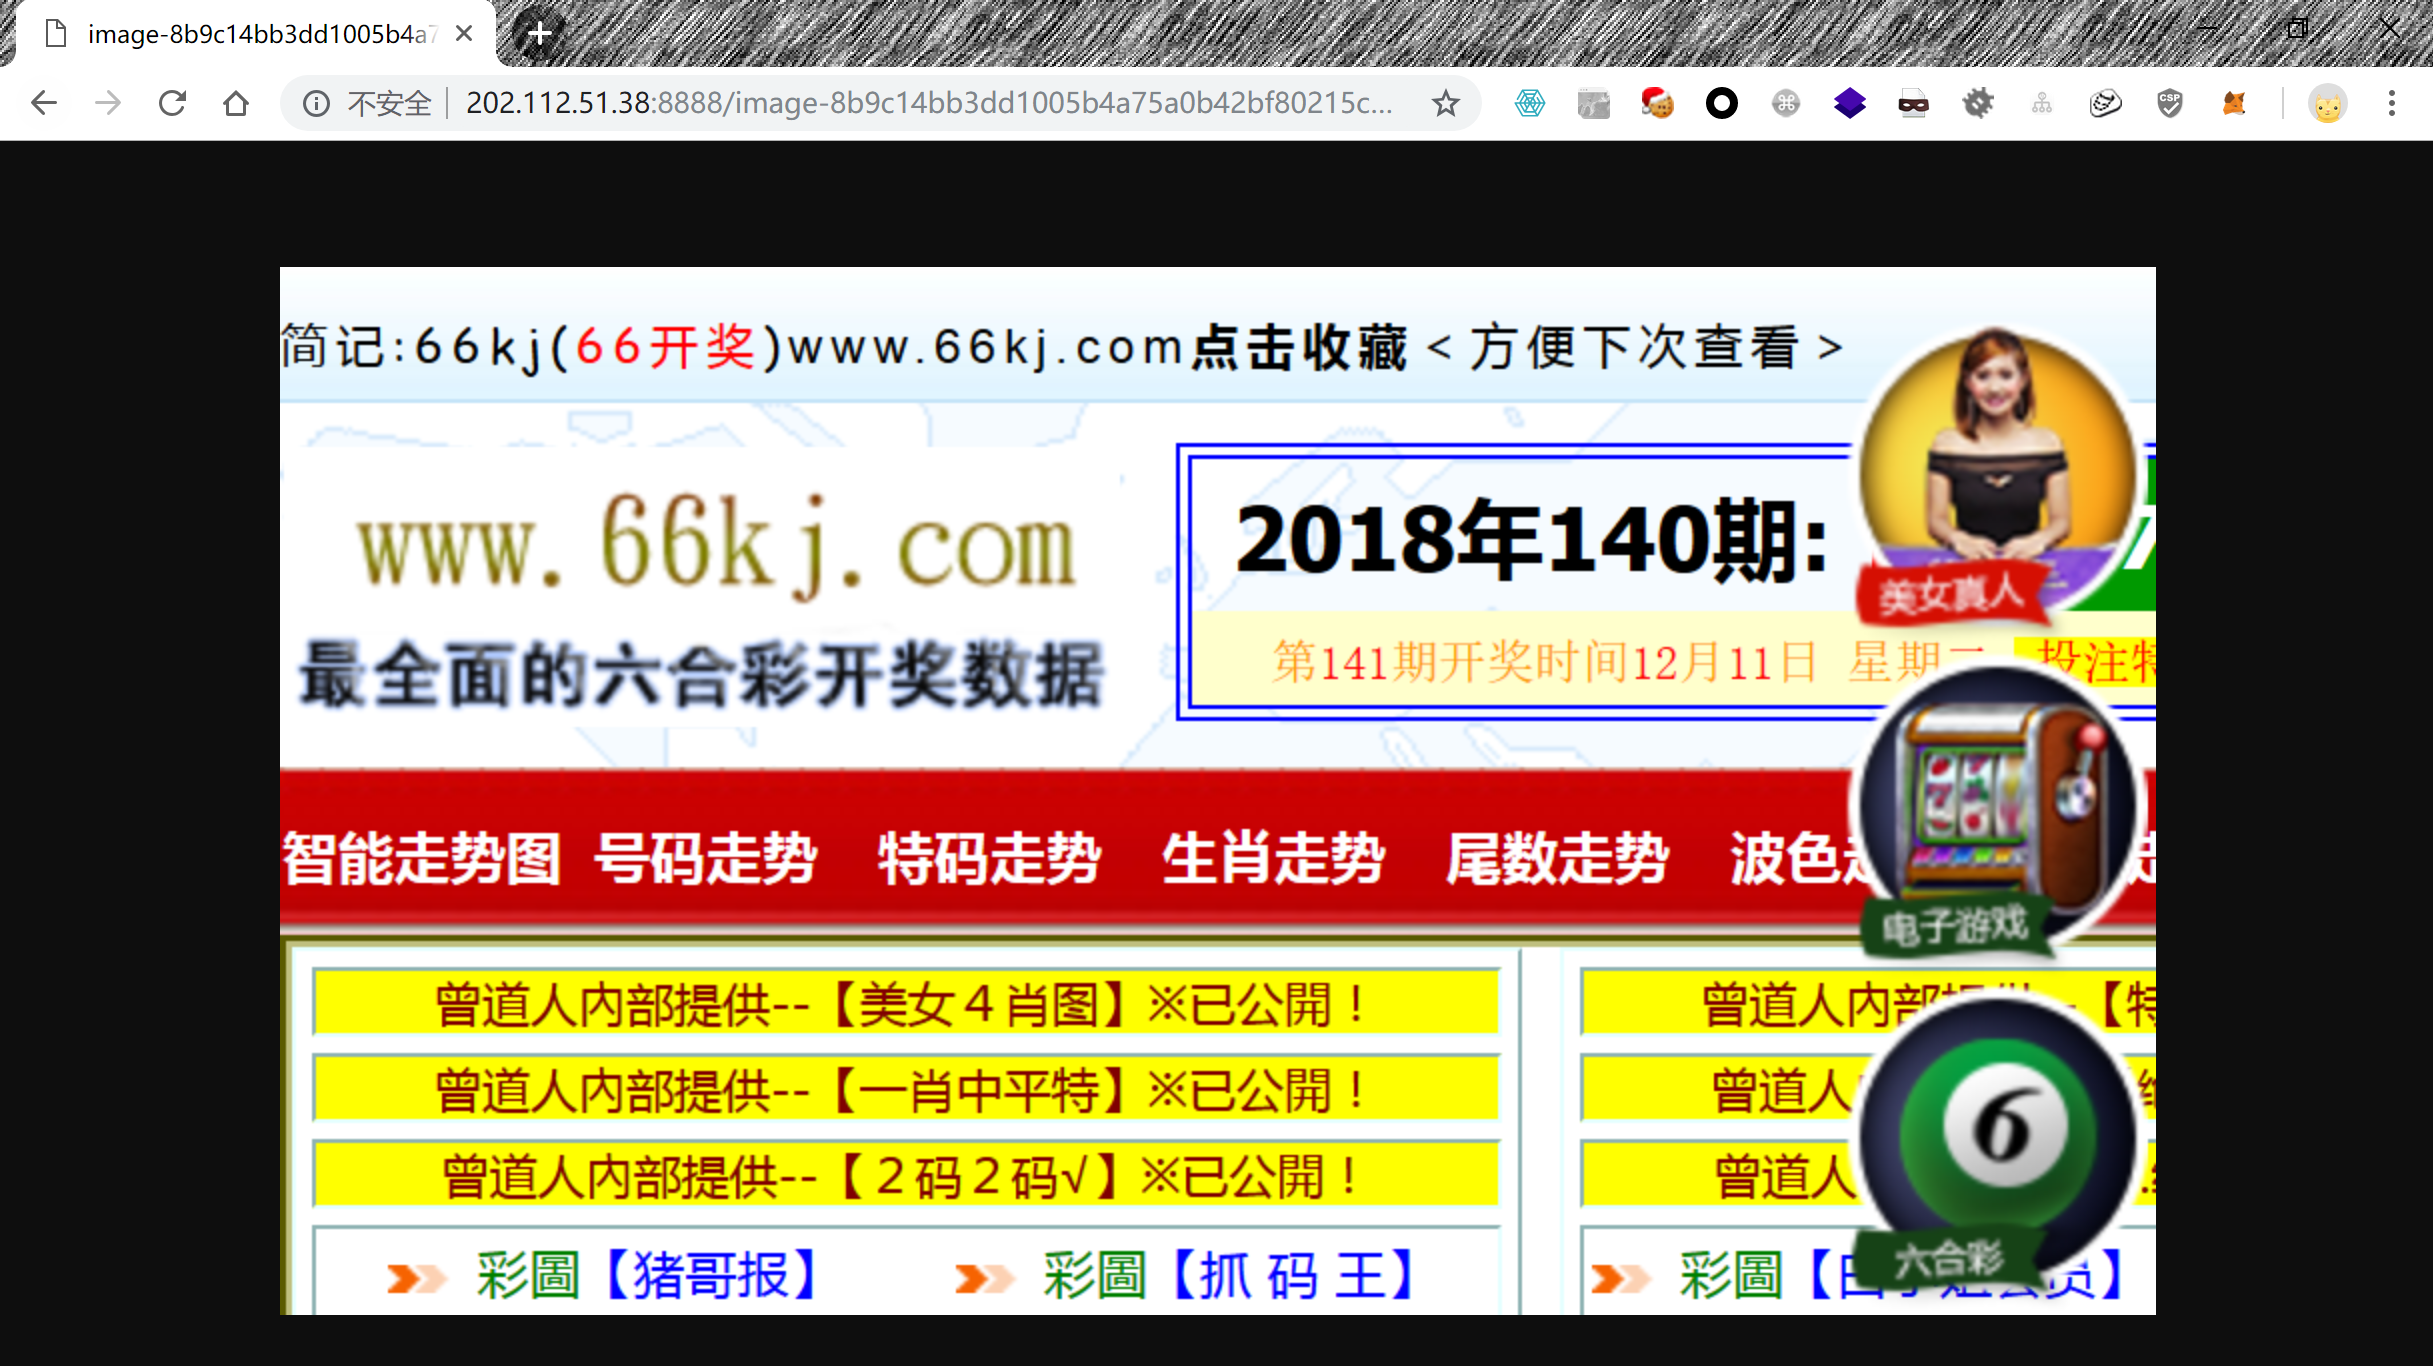 image-8b9c14bb3dd1005b4a7
不安全 202.112.51.38:8888/image-8b9c14bb3dd1005b4a75a0b42bf80215c...
简记:66kj(66开奖)www.66kj.com点击收藏＜方便下次查看＞
www.66kj.com
最全面的六合彩开奖数据
2018年140期:
第141期开奖时间12月11日 星期二 投注特
美女真人
智能走势图 号码走势 特码走势 生肖走势 尾数走势 波色走
电子游戏
曾道人内部提供--【美女４肖图】※已公開！ 曾道人内部提供--【特
曾道人内部提供--【一肖中平特】※已公開！ 曾道人
曾道人内部提供--【２码２码√】※已公開！ 曾道人
6
彩圖【猪哥报】 彩圖【抓 码 王】 彩圖【
六合彩
CSP